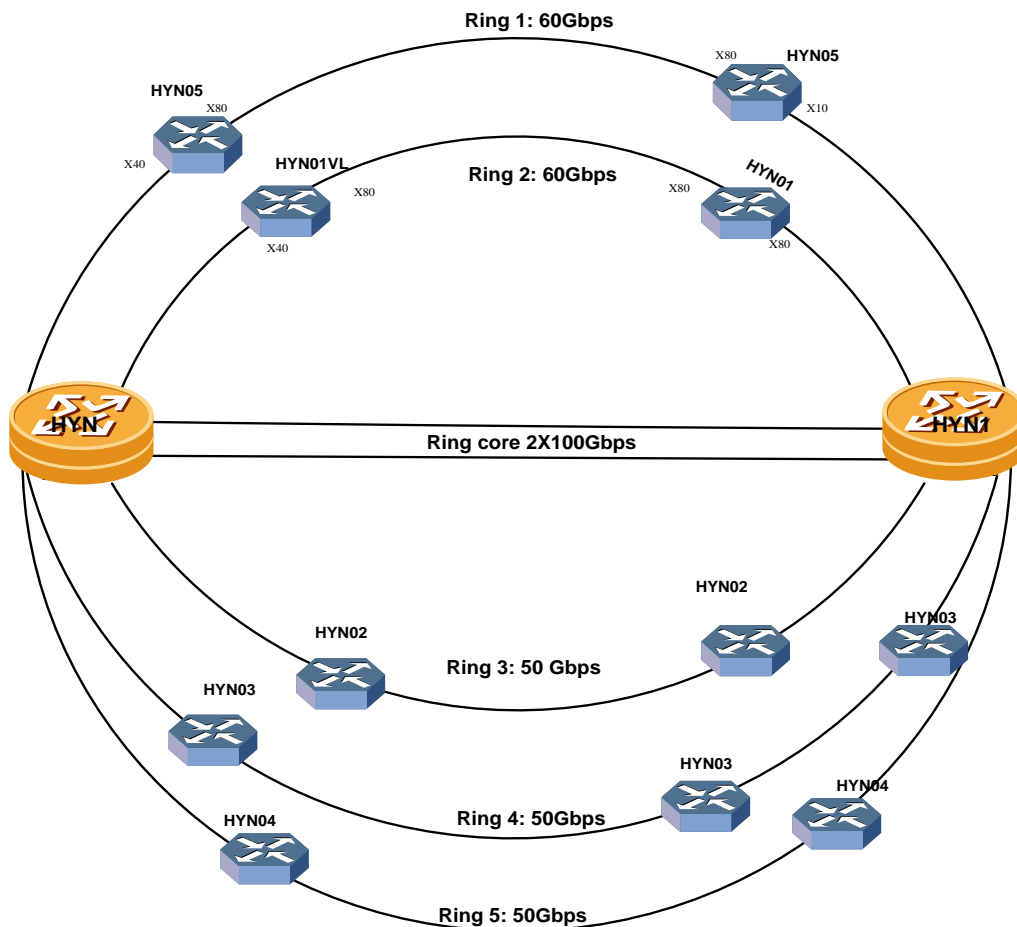 Ring 1: 60Gbps
X80
HYN05
HYN05
X80
X10
X40
HYN01VL
Ring 2: 60Gbps
X80
X80
HYN01
X40
X80
HYN
HYN1
Ring core 2X100Gbps
HYN02
HYN02
HYN03
Ring 3: 50 Gbps
HYN03
HYN03
HYN04
Ring 4: 50Gbps
HYN04
Ring 5: 50Gbps